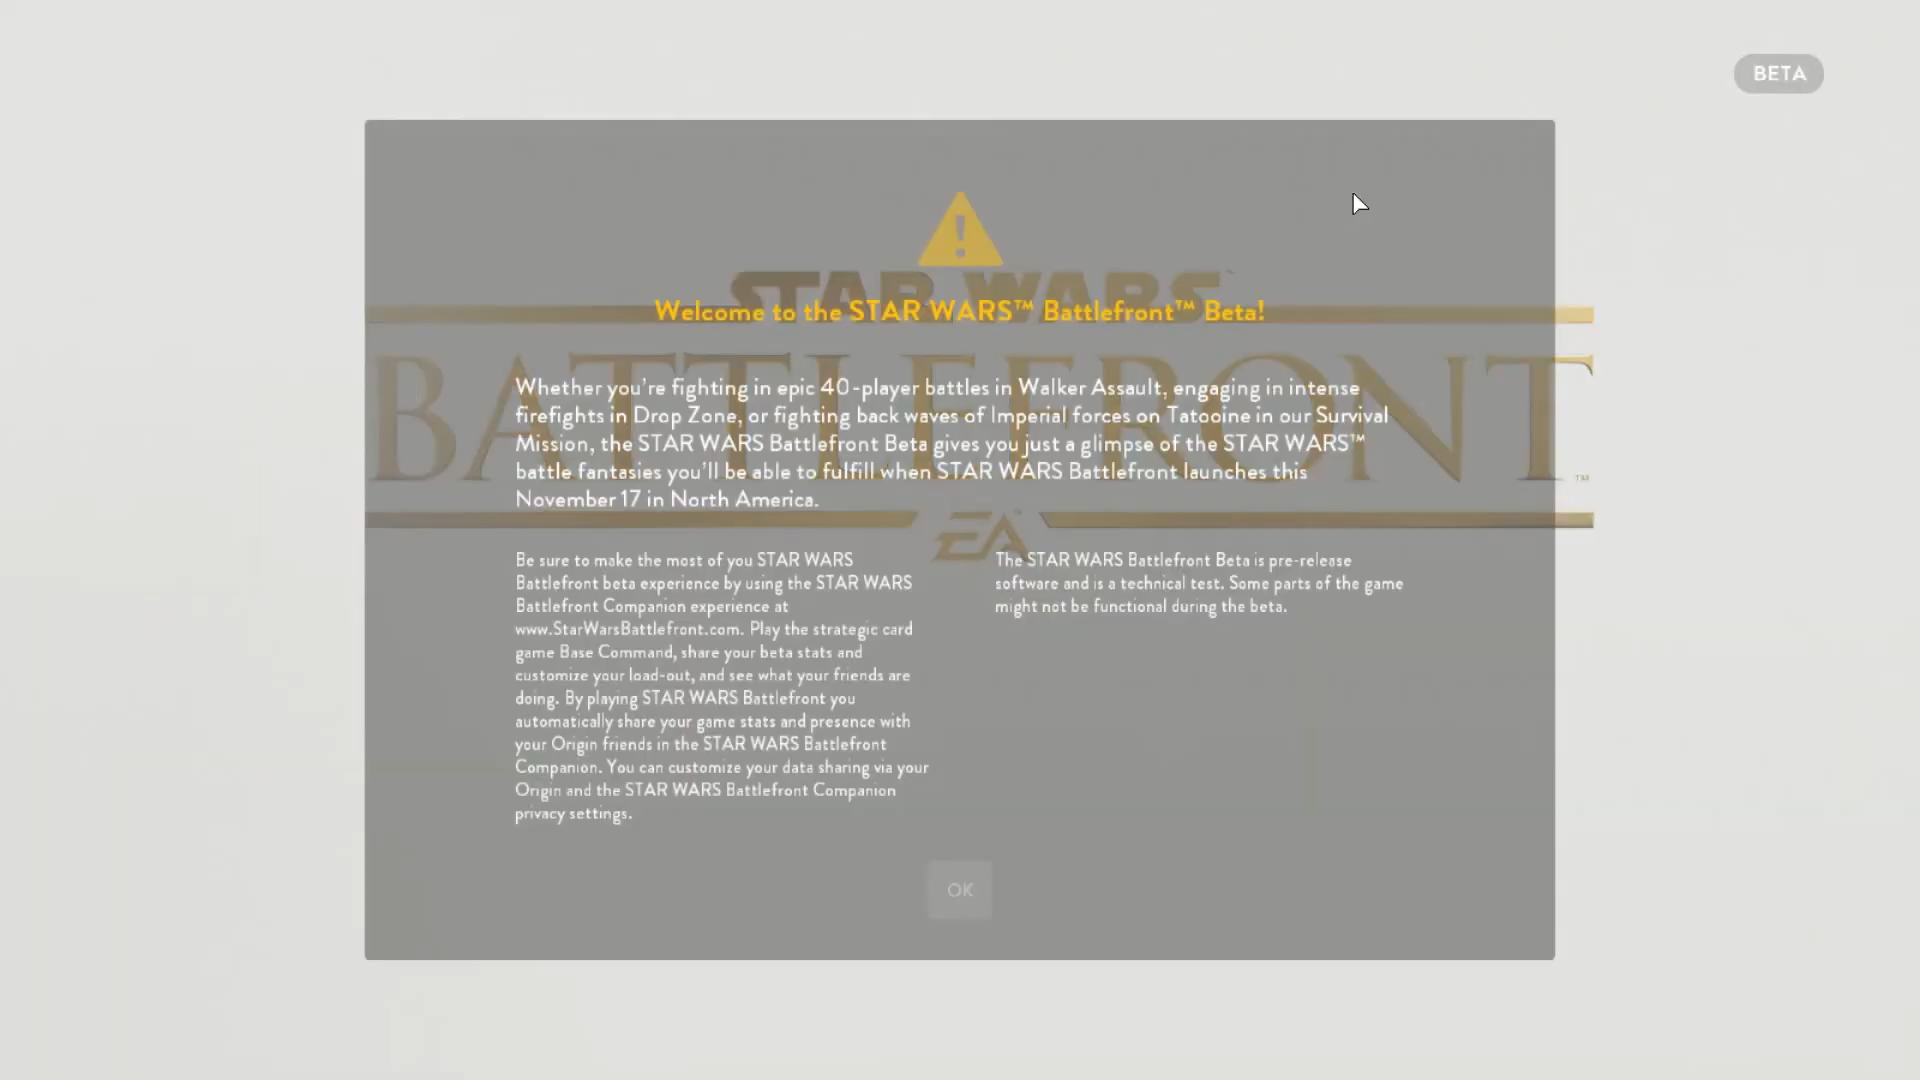 BETA
STAR WARS
Welcome to the STAR WARS™ Battlefront™ Beta!
BATTLEFRONT™
Whether you're fighting in epic 40-player battles in Walker Assault, engaging in intense
firefights in Drop Zone, or fighting back waves of Imperial forces on Tatooine in our Survival
Mission, the STAR WARS Battlefront Beta gives you just a glimpse of the STAR WARS™
battle fantasies you'll be able to fulfill when STAR WARS Battlefront launches this
November 17 in North America.
EA
Be sure to make the most of you STAR WARS
Battlefront beta experience by using the STAR WARS
Battlefront Companion experience at
www.StarWarsBattlefront.com. Play the strategic card
game Base Command, share your beta stats and
customize your load-out, and see what your friends are
doing. By playing STAR WARS Battlefront you
automatically share your game stats and presence with
your Origin friends in the STAR WARS Battlefront
Companion. You can customize your data sharing via your
Origin and the STAR WARS Battlefront Companion
privacy settings.
The STAR WARS Battlefront Beta is pre-release
software and is a technical test. Some parts of the game
might not be functional during the beta.
OK